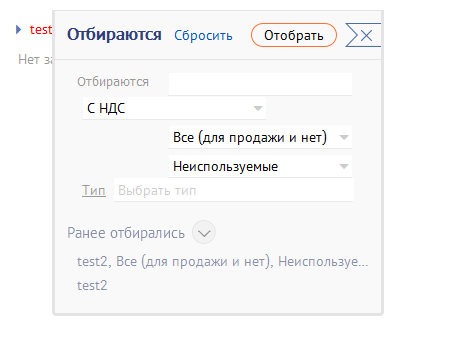 test
Отбираются Сбросить Отобрать
Нет за
Отбираются
С НДС
Все (для продажи и нет)
Неиспользуемые
Тип Выбрать тип
Ранее отбирались
test2, Все (для продажи и нет), Неиспользуе...
test2